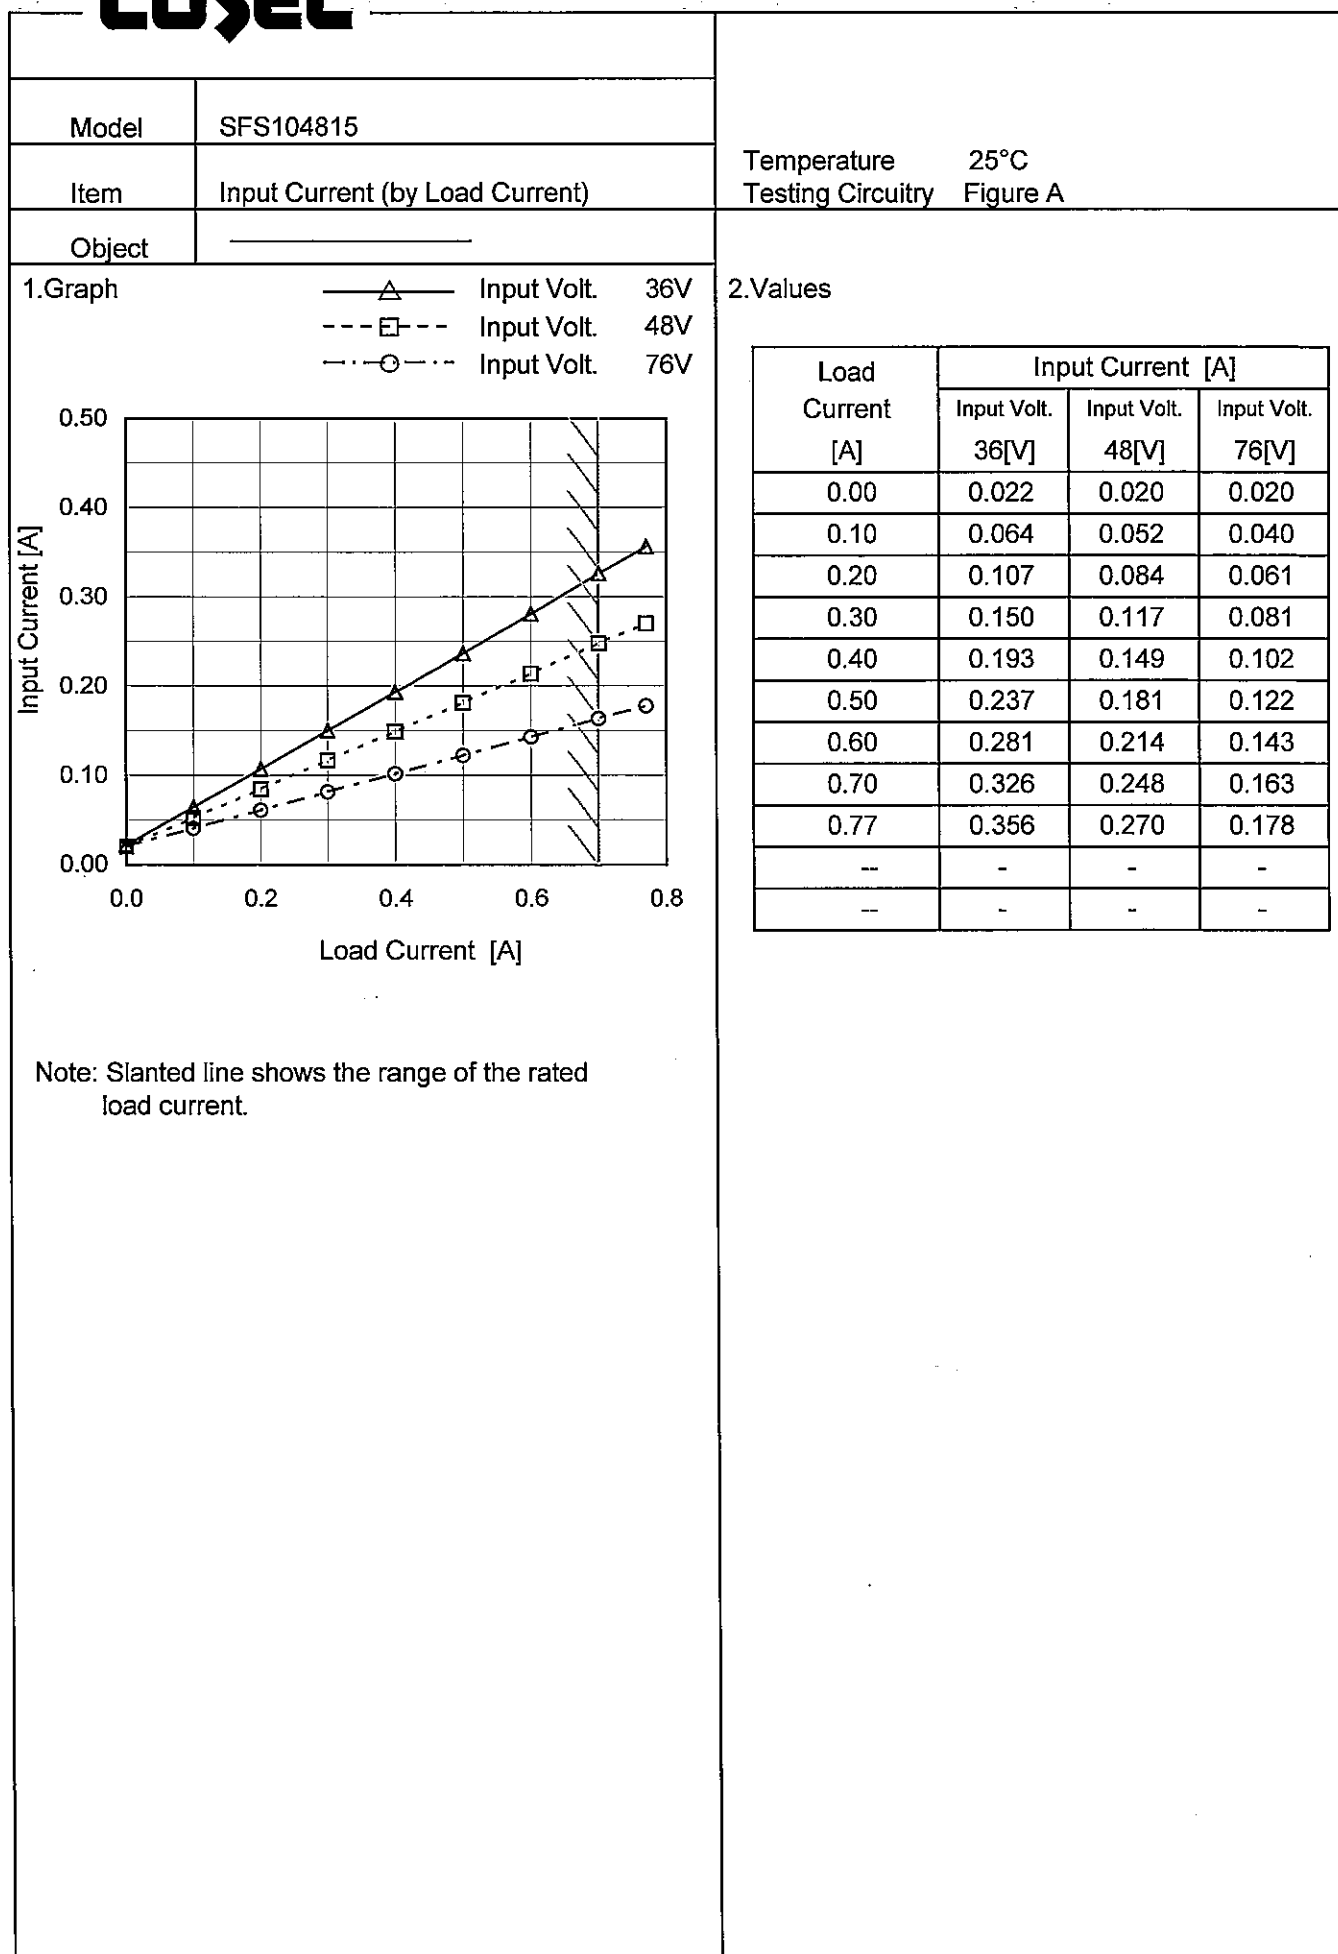 COSEL
Model SFS104815
Item Input Current (by Load Current)
Object
Temperature 25°C
Testing Circuitry Figure A
1.Graph
Input Volt. 36V
Input Volt. 48V
Input Volt. 76V
0.50
0.40
0.30
0.20
0.10
0.00
Input Current [A]
0.0 0.2 0.4 0.6 0.8
Load Current [A]
Note: Slanted line shows the range of the rated
load current.
2.Values
Load Input Current [A]
Current Input Volt. Input Volt. Input Volt.
[A] 36[V] 48[V] 76[V]
0.00 0.022 0.020 0.020
0.10 0.064 0.052 0.040
0.20 0.107 0.084 0.061
0.30 0.150 0.117 0.081
0.40 0.193 0.149 0.102
0.50 0.237 0.181 0.122
0.60 0.281 0.214 0.143
0.70 0.326 0.248 0.163
0.77 0.356 0.270 0.178
-- - - -
-- - - -